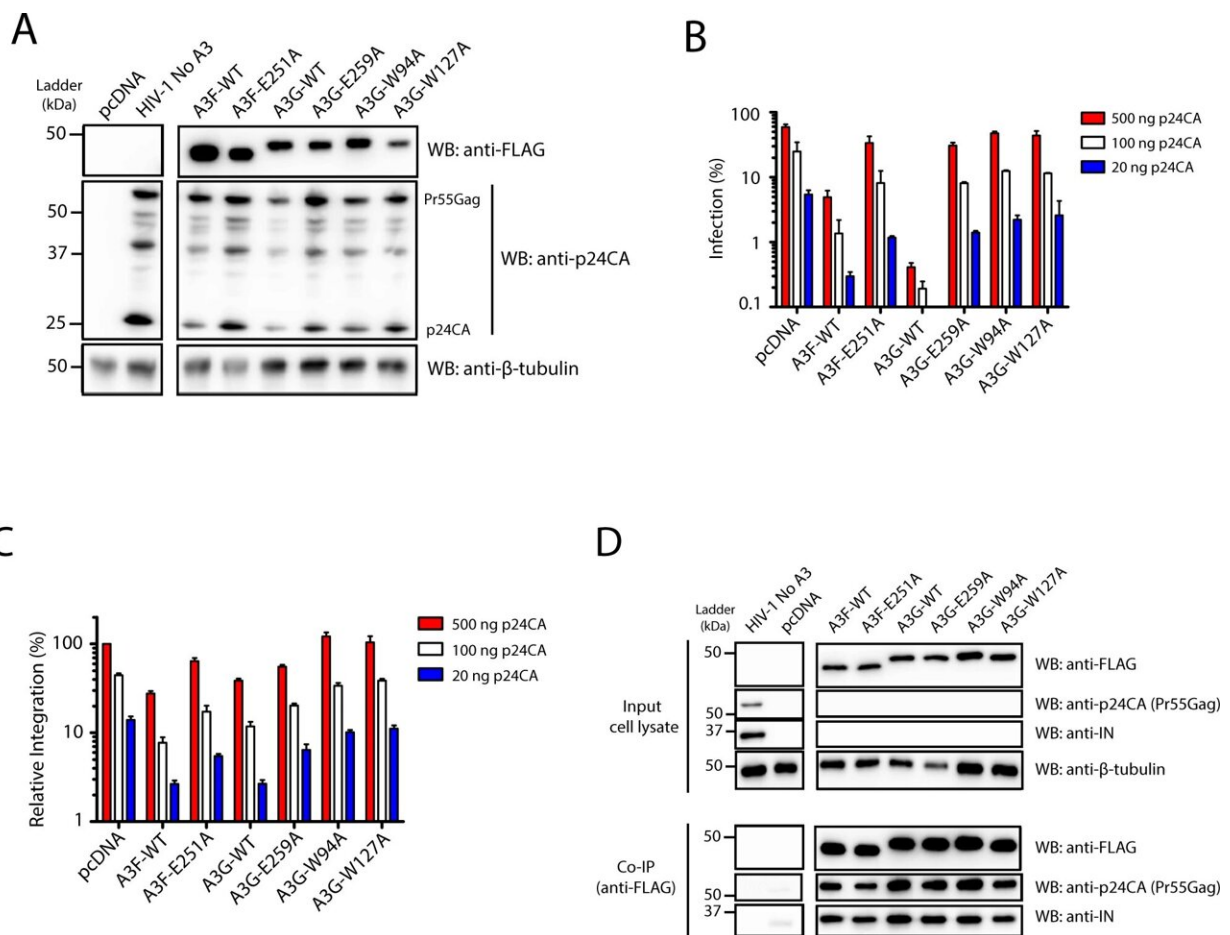 A
Ladder
(kDa)
pcDNA
HIV-1 No A3
A3F-WT
A3F-E251A
A3G-WT
A3G-E259A
A3G-W94A
A3G-W127A
50
WB: anti-FLAG
Pr55Gag
50
37
WB: anti-p24CA
25
p24CA
50
WB: anti-β-tubulin
B
Infection (%)
100
10
1
0.1
500 ng p24CA
100 ng p24CA
20 ng p24CA
pcDNA
A3F-WT
A3F-E251A
A3G-WT
A3G-E259A
A3G-W94A
A3G-W127A
C
Relative Integration (%)
100
10
1
500 ng p24CA
100 ng p24CA
20 ng p24CA
pcDNA
A3F-WT
A3F-E251A
A3G-WT
A3G-E259A
A3G-W94A
A3G-W127A
D
Ladder
(kDa)
HIV-1 No A3
pcDNA
A3F-WT
A3F-E251A
A3G-WT
A3G-E259A
A3G-W94A
A3G-W127A
Input
cell lysate
50
WB: anti-FLAG
50
WB: anti-p24CA (Pr55Gag)
37
WB: anti-IN
50
WB: anti-β-tubulin
Co-IP
(anti-FLAG)
50
WB: anti-FLAG
50
WB: anti-p24CA (Pr55Gag)
37
WB: anti-IN